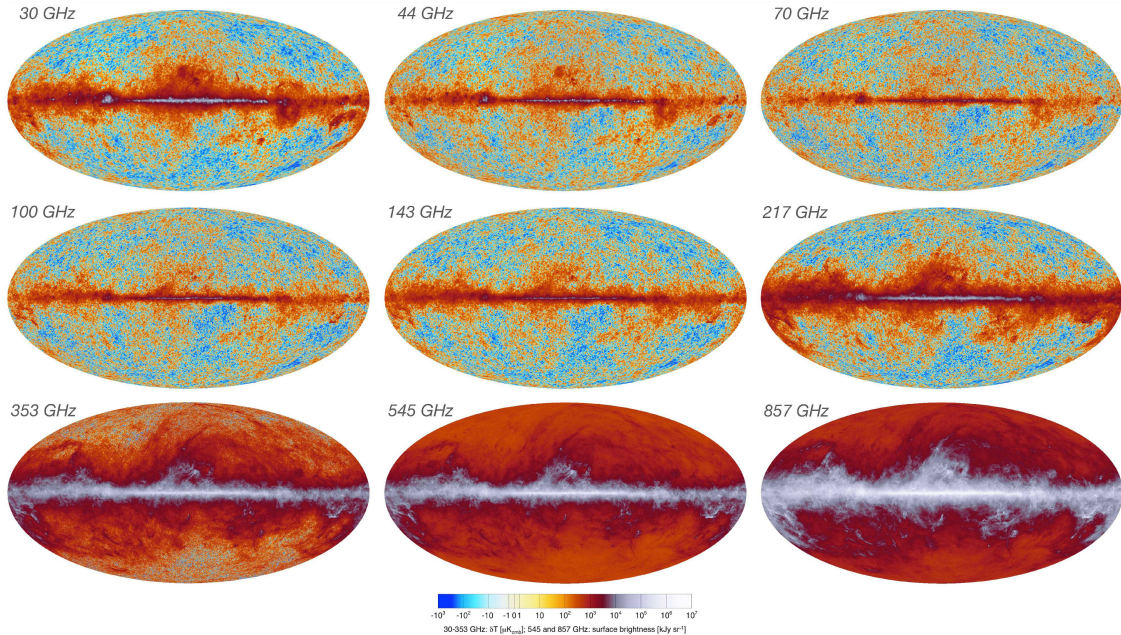 30 GHz 44 GHz 70 GHz
100 GHz 143 GHz 217 GHz
353 GHz 545 GHz 857 GHz
-10³ -10² -10 -1 0 1 10 10² 10³ 10⁴ 10⁵ 10⁶ 10⁷
30-353 GHz: δT [μK_cmb]; 545 and 857 GHz: surface brightness [kJy sr⁻¹]